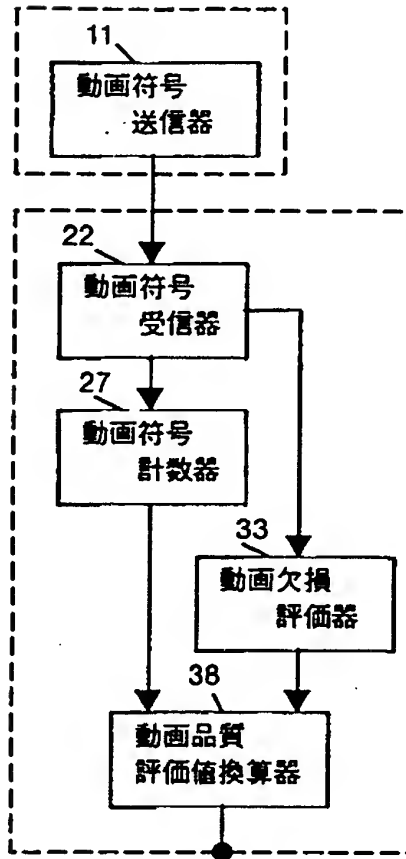 11
動画符号
送信器
22
動画符号
受信器
27
動画符号
計数器
33
動画欠損
評価器
38
動画品質
評価値換算器